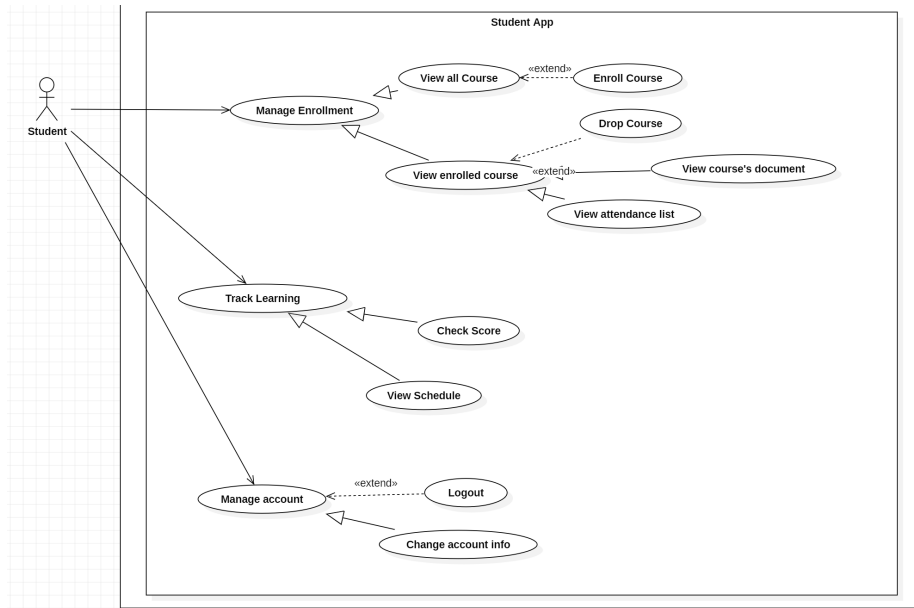 Student App
View all Course
«extend»
Enroll Course
Manage Enrollment
Drop Course
Student
View enrolled course
«extend»
View course's document
View attendance list
Track Learning
Check Score
View Schedule
«extend»
Logout
Manage account
Change account info